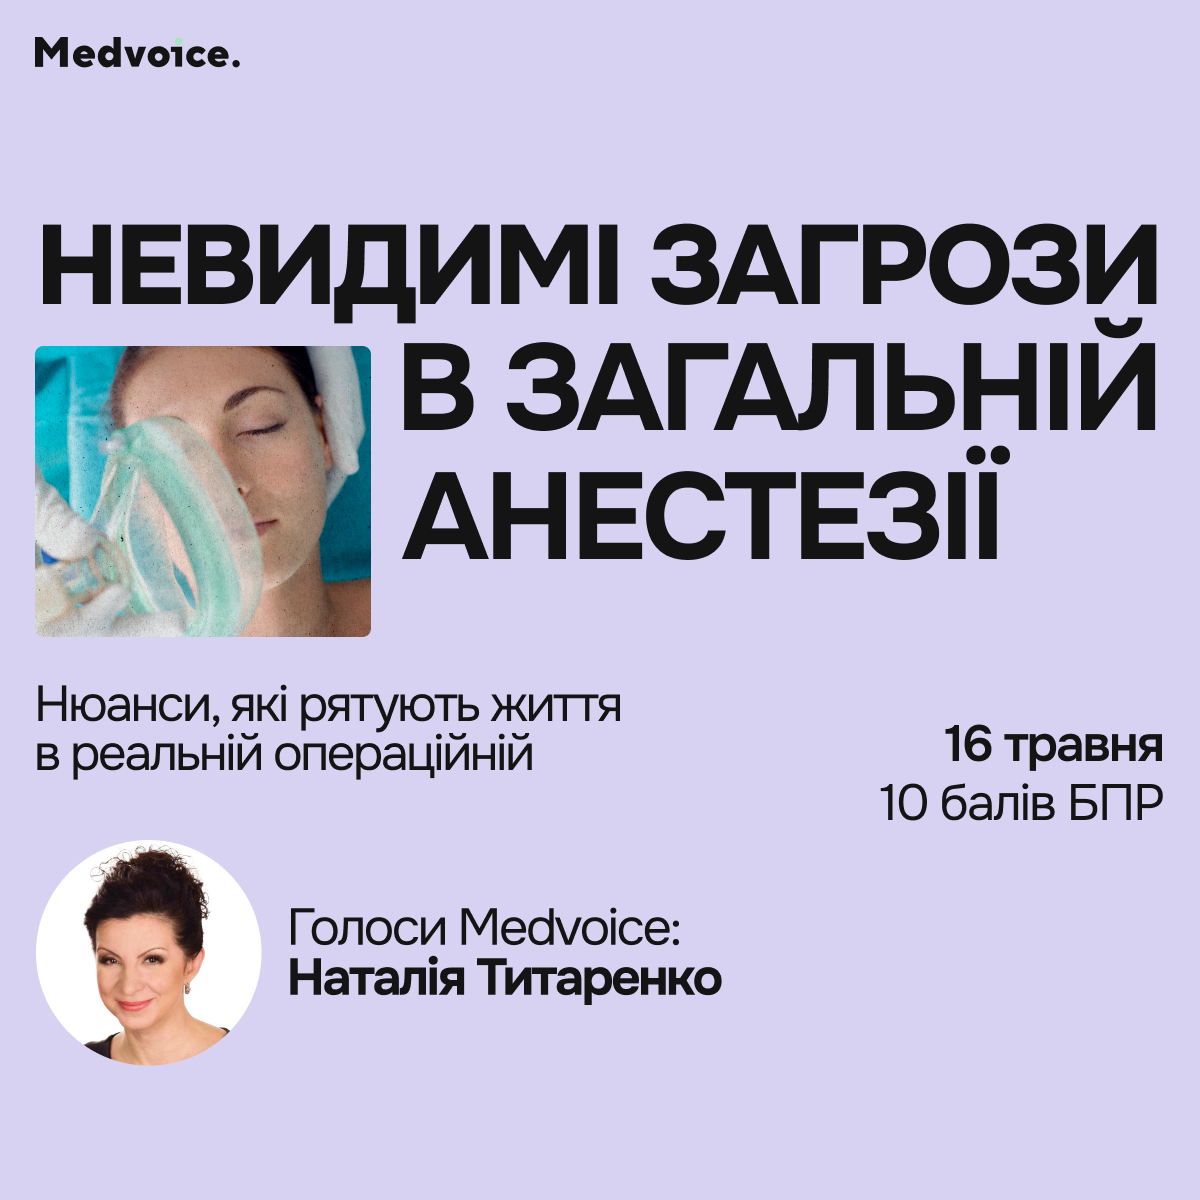 Medvoice.
НЕВИДИМІ ЗАГРОЗИ
В ЗАГАЛЬНІЙ
АНЕСТЕЗІЇ
Нюанси, які рятують життя
в реальній операційній
16 травня
10 балів БПР
Голоси Medvoice:
Наталія Титаренко